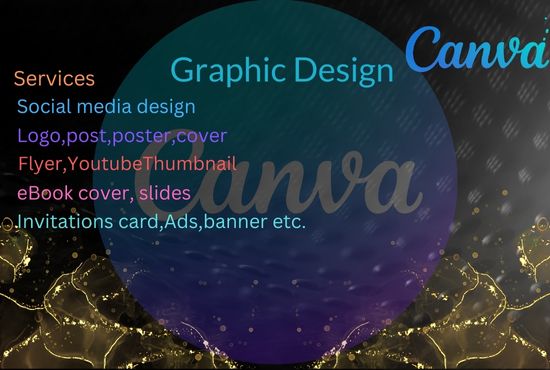 Canva
Graphic Design
Services
Social media design
Logo,post,poster,cover
Flyer,YoutubeThumbnail
Canva
eBook cover, slides
Invitations card,Ads,banner etc.